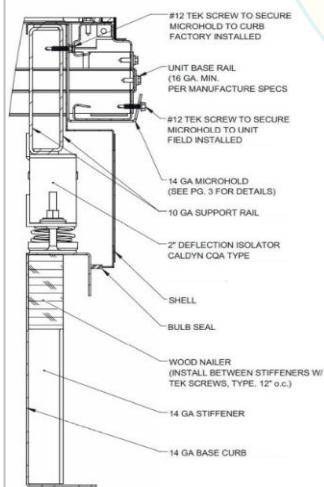 #12 TEK SCREW TO SECURE
MICROHOLD TO CURB
FACTORY INSTALLED
UNIT BASE RAIL
(16 GA. MIN.
PER MANUFACTURE SPECS
#12 TEK SCREW TO SECURE
MICROHOLD TO UNIT
FIELD INSTALLED
14 GA MICROHOLD
(SEE PG. 3 FOR DETAILS)
10 GA SUPPORT RAIL
2" DEFLECTION ISOLATOR
CALDYN CQA TYPE
SHELL
BULB SEAL
WOOD NAILER
(INSTALL BETWEEN STIFFENERS W/
TEK SCREWS, TYPE. 12" o.c.)
14 GA STIFFENER
14 GA BASE CURB